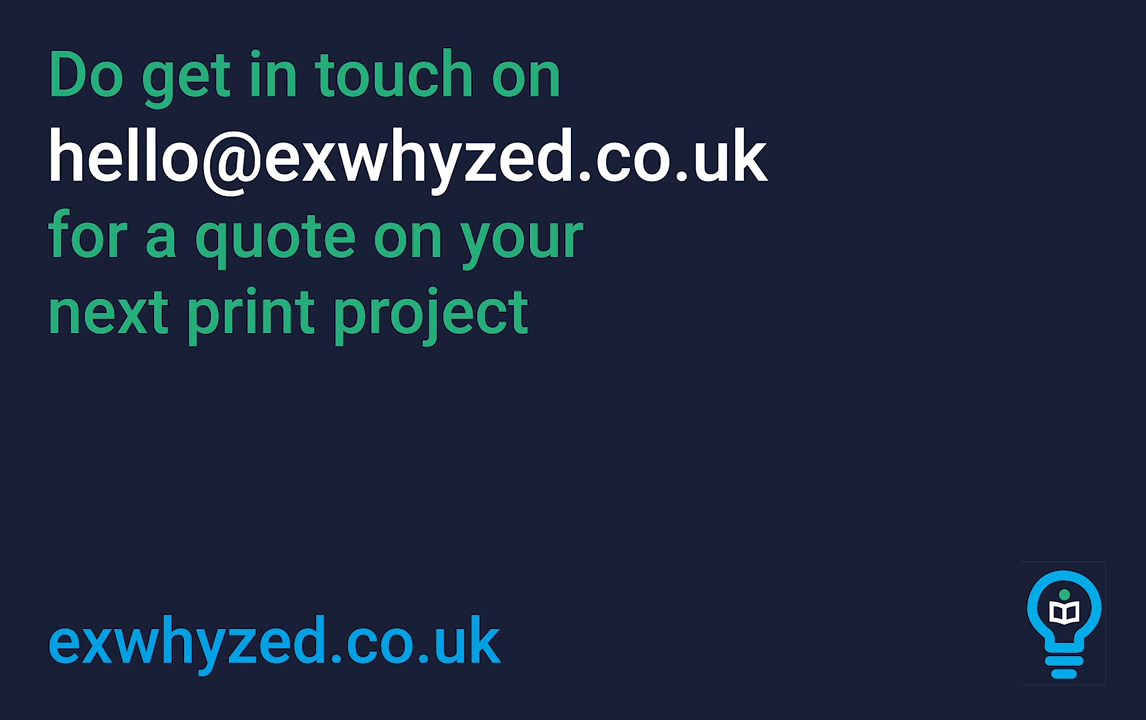 Do get in touch on
hello@exwhyzed.co.uk
for a quote on your
next print project
exwhyzed.co.uk